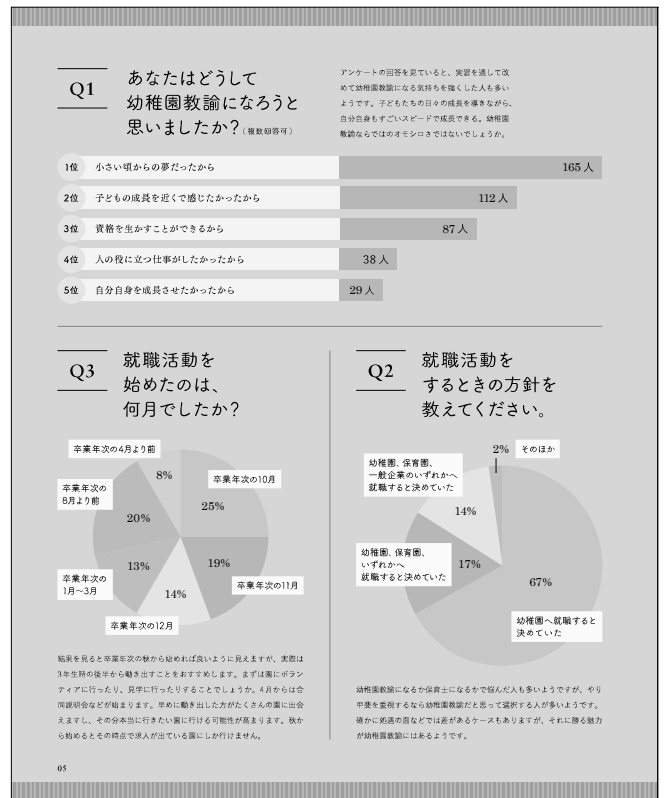 Q1
あなたはどうして
幼稚園教諭になろうと
思いましたか?(複数回答可)
アンケートの回答を見ていると、実習を通して改
めて幼稚園教諭になる気持ちを強くした人も多い
ようです。子どもたちの日々の成長を導きながら、
自分自身もすごいスピードで成長できる。幼稚園
教諭ならではのオモシロさではないでしょうか。
1位 小さい頃からの夢だったから 165人
2位 子どもの成長を近くで感じたかったから 112人
3位 資格を生かすことができるから 87人
4位 人の役に立つ仕事がしたかったから 38人
5位 自分自身を成長させたかったから 29人
Q3
就職活動を
始めたのは、
何月でしたか?
卒業年次の4月より前
8%
卒業年次の10月
25%
卒業年次の
8月より前
20%
19%
卒業年次の11月
13%
卒業年次の
1月〜3月
14%
卒業年次の12月
結果を見ると卒業年次の秋から始めれば良いように見えますが、実際は
3年生時の後半から動き出すことをおすすめします。まずは園にボラン
ティアに行ったり、見学に行ったりすることでしょうか。4月からは合
同説明会などが始まります。早めに動き出した方がたくさんの園に出会
えますし、その分本当に行きたい園に行ける可能性が高まります。秋か
ら始めるとその時点で求人が出ている園にしか行けません。
Q2
就職活動を
するときの方針を
教えてください。
2% そのほか
幼稚園、保育園、
一般企業のいずれかへ
就職すると決めていた
14%
幼稚園、保育園、
いずれかへ
就職すると決めていた
17%
67%
幼稚園へ就職すると
決めていた
幼稚園教諭になるか保育士になるかで悩んだ人も多いようですが、やり
甲斐を重視するなら幼稚園教諭だと思って選択する人が多いようです。
確かに処遇の面などでは差があるケースもありますが、それに勝る魅力
が幼稚園教諭にはあるようです。
05